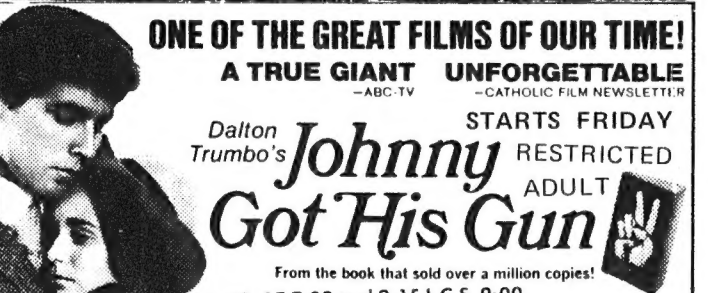 ONE OF THE GREAT FILMS OF OUR TIME!
A TRUE GIANT UNFORGETTABLE
–ABC-TV –CATHOLIC FILM NEWSLETTER
STARTS FRIDAY
Dalton
Trumbo's Johnny RESTRICTED
ADULT
Got His Gun
From the book that sold over a million copies!